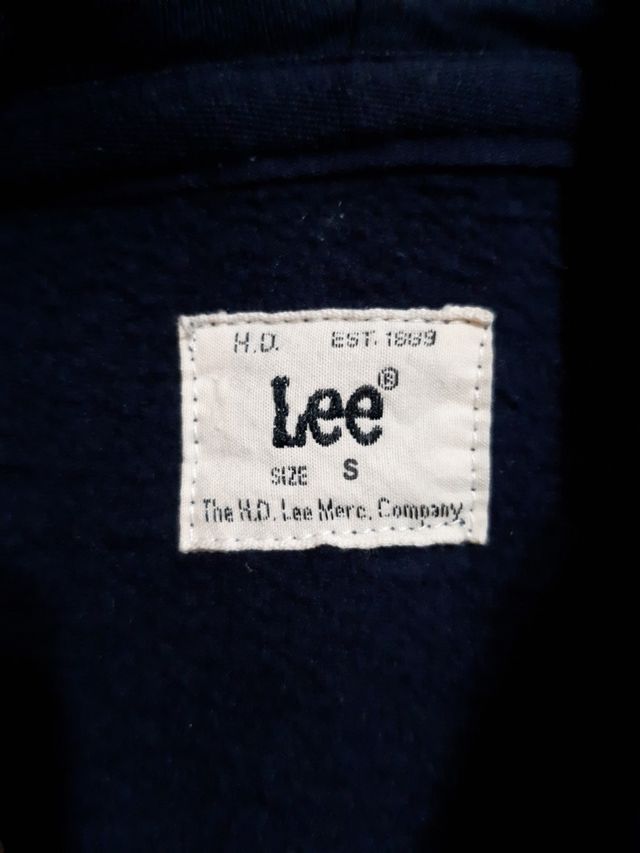 H.D. EST. 1889
Lee®
SIZE S
The H.D. Lee Merc. Company